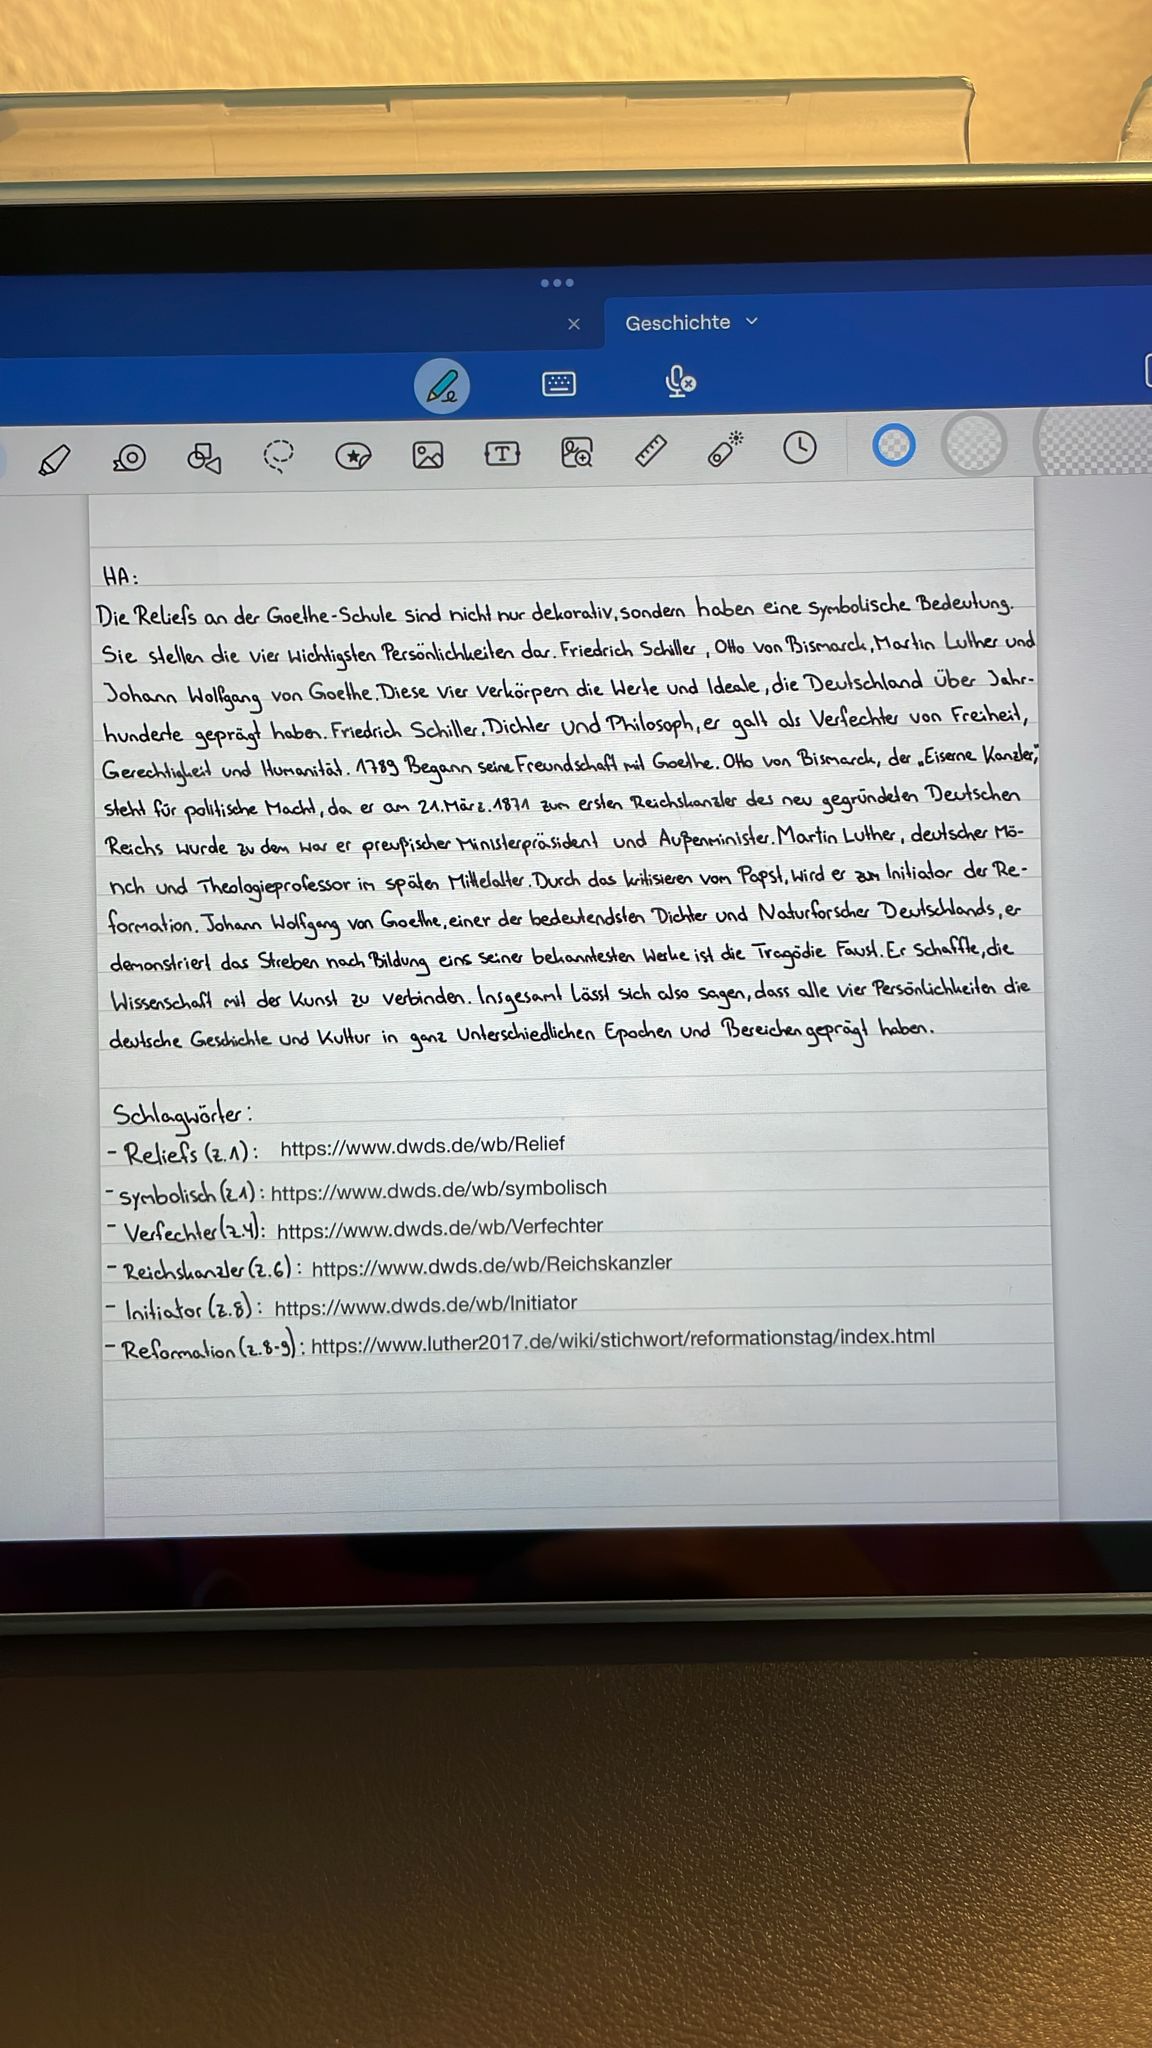 Geschichte
HA:
Die Reliefs an der Goethe-Schule sind nicht nur dekorativ, sondern haben eine symbolische Bedeutung.
Sie stellen die vier wichtigsten Persönlichkeiten dar. Friedrich Schiller, Otto von Bismarck, Martin Luther und
Johann Wolfgang von Goethe. Diese vier verkörpern die Werte und Ideale, die Deutschland über Jahr-
hunderte geprägt haben. Friedrich Schiller, Dichter und Philosoph, er galt als Verfechter von Freiheit,
Gerechtigkeit und Humanität. 1789 Begann seine Freundschaft mit Goethe. Otto von Bismarck, der „Eiserne Kanzler,"
steht für politische Macht, da er am 21. März. 1871 zum ersten Reichskanzler des neu gegründeten Deutschen
Reichs wurde zu dem war er preußischer Ministerpräsident und Außenminister. Martin Luther, deutscher Mö-
nch und Theologieprofessor im späten Mittelalter. Durch das kritisieren vom Papst, wird er zum Initiator der Re-
formation. Johann Wolfgang von Goethe, einer der bedeutendsten Dichter und Naturforscher Deutschlands, er
demonstriert das Streben nach Bildung eins seiner bekanntesten Werke ist die Tragödie Faust. Er schaffte, die
Wissenschaft mit der Kunst zu verbinden. Insgesamt lässt sich also sagen, dass alle vier Persönlichkeiten die
deutsche Geschichte und Kultur in ganz Unterschiedlichen Epochen und Bereichen geprägt haben.
Schlagwörter:
- Reliefs (z.1): https://www.dwds.de/wb/Relief
- symbolisch (z.1): https://www.dwds.de/wb/symbolisch
- Verfechter (z.4): https://www.dwds.de/wb/Verfechter
- Reichskanzler (z.6): https://www.dwds.de/wb/Reichskanzler
- Initiator (z.8): https://www.dwds.de/wb/Initiator
- Reformation (z.8-9): https://www.luther2017.de/wiki/stichwort/reformationstag/index.html